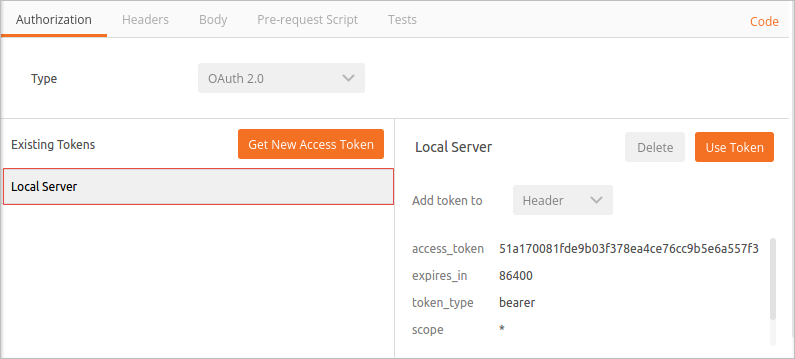 Authorization Headers Body Pre-request Script Tests Code
Type OAuth 2.0
Existing Tokens Get New Access Token
Local Server
Local Server Delete Use Token
Add token to Header
access_token 51a170081fde9b03f378ea4ce76cc9b5e6a557f3
expires_in 86400
token_type bearer
scope *